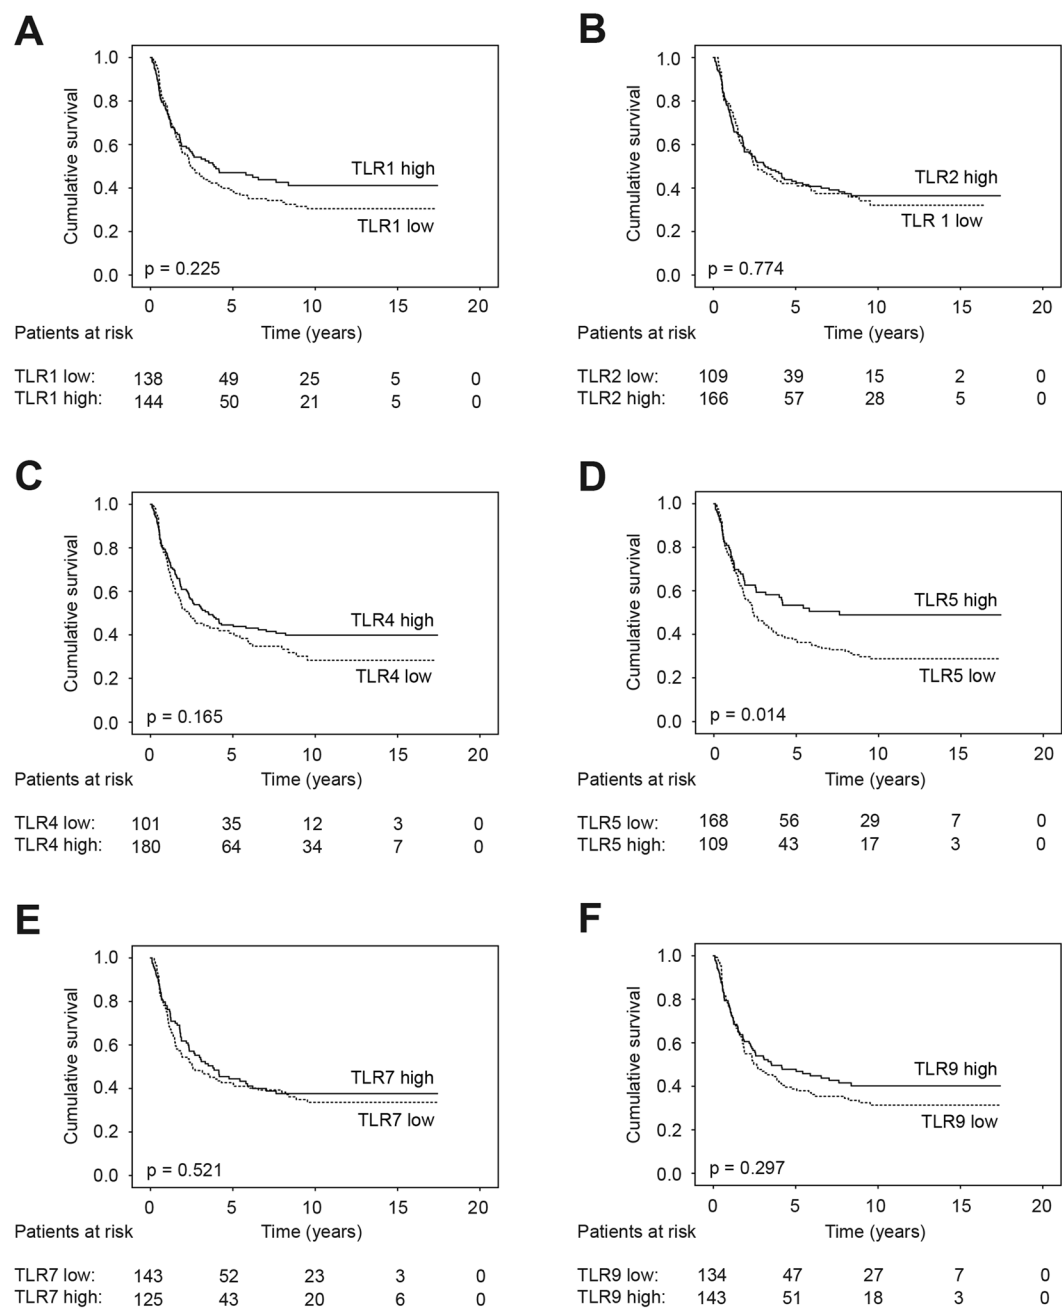 A
Cumulative survival
1.0
0.8
0.6
0.4
0.2
0.0
TLR1 high
TLR1 low
p = 0.225
0 5 10 15 20
Patients at risk Time (years)
TLR1 low: 138 49 25 5 0
TLR1 high: 144 50 21 5 0
B
Cumulative survival
1.0
0.8
0.6
0.4
0.2
0.0
TLR2 high
TLR 1 low
p = 0.774
0 5 10 15 20
Patients at risk Time (years)
TLR2 low: 109 39 15 2 0
TLR2 high: 166 57 28 5 0
C
Cumulative survival
1.0
0.8
0.6
0.4
0.2
0.0
TLR4 high
TLR4 low
p = 0.165
0 5 10 15 20
Patients at risk Time (years)
TLR4 low: 101 35 12 3 0
TLR4 high: 180 64 34 7 0
D
Cumulative survival
1.0
0.8
0.6
0.4
0.2
0.0
TLR5 high
TLR5 low
p = 0.014
0 5 10 15 20
Patients at risk Time (years)
TLR5 low: 168 56 29 7 0
TLR5 high: 109 43 17 3 0
E
Cumulative survival
1.0
0.8
0.6
0.4
0.2
0.0
TLR7 high
TLR7 low
p = 0.521
0 5 10 15 20
Patients at risk Time (years)
TLR7 low: 143 52 23 3 0
TLR7 high: 125 43 20 6 0
F
Cumulative survival
1.0
0.8
0.6
0.4
0.2
0.0
TLR9 high
TLR9 low
p = 0.297
0 5 10 15 20
Patients at risk Time (years)
TLR9 low: 134 47 27 7 0
TLR9 high: 143 51 18 3 0